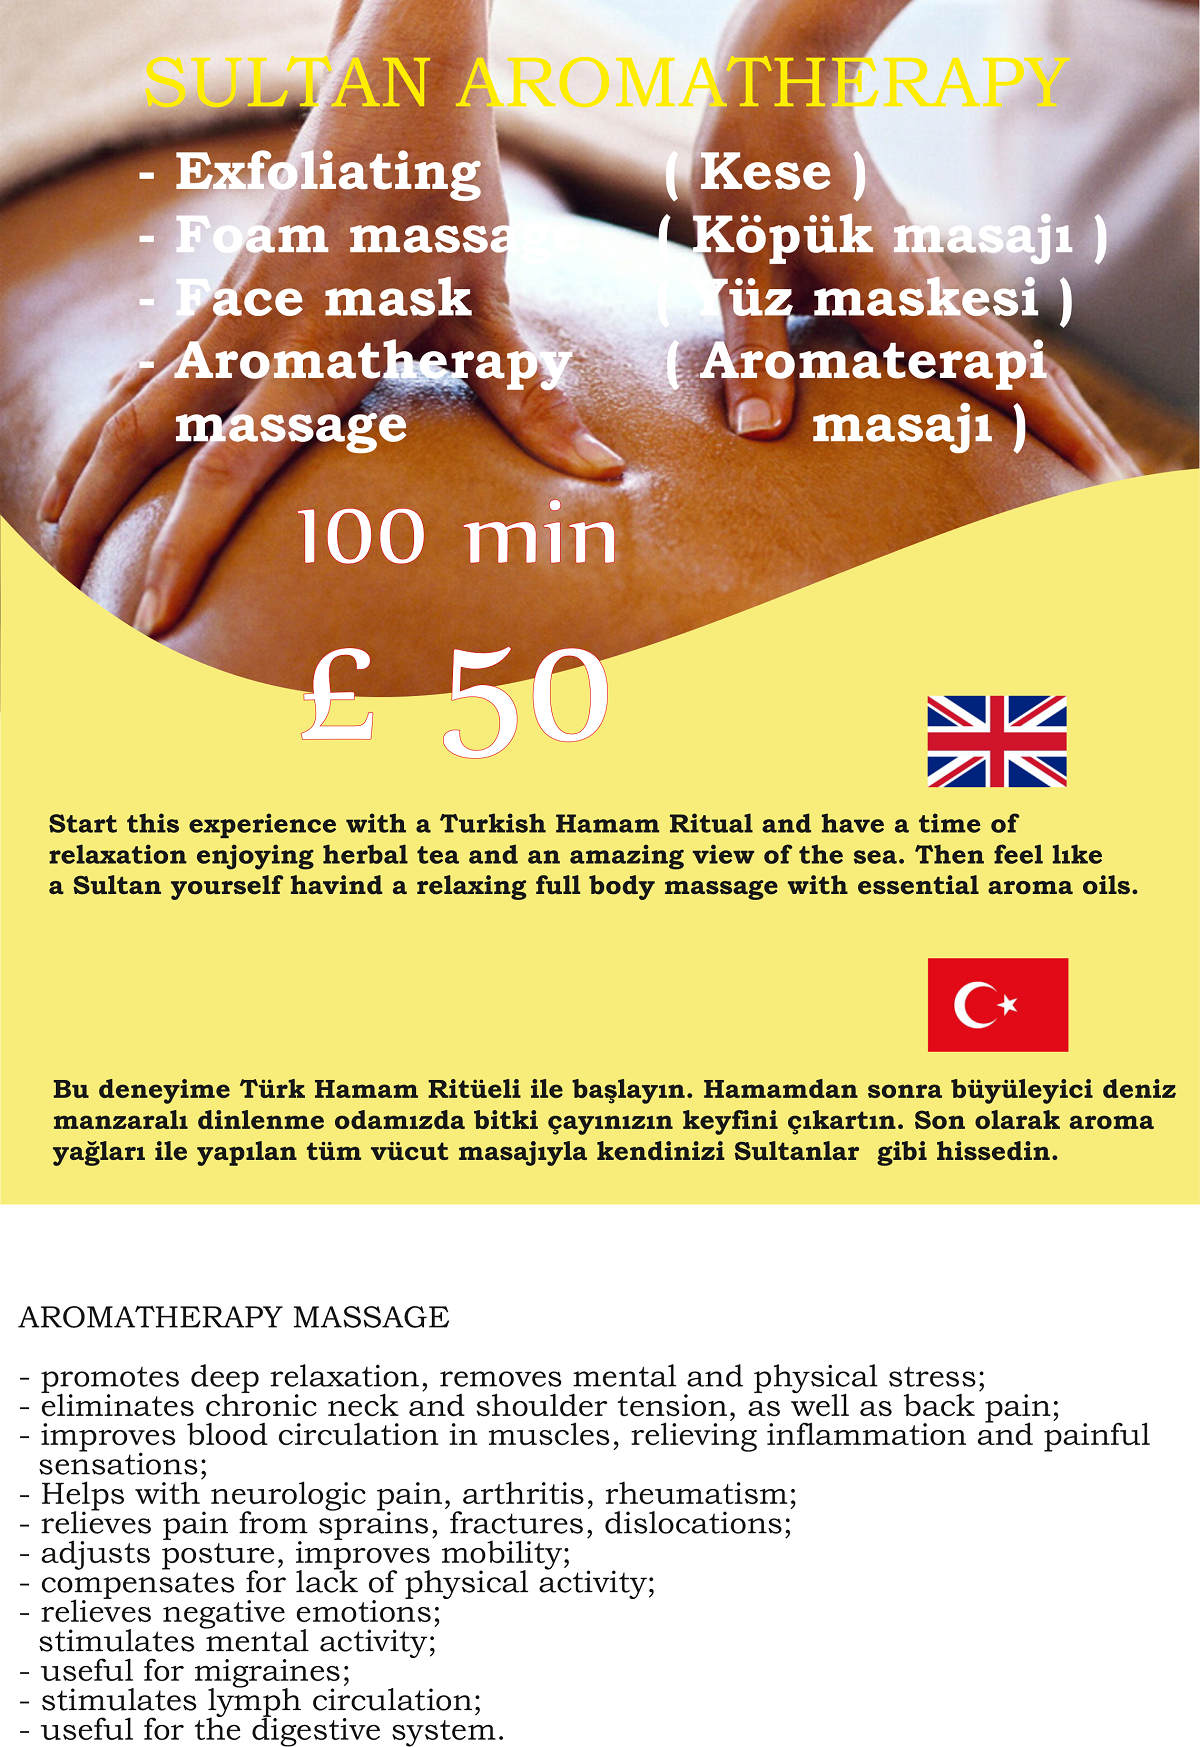 SULTAN AROMATHERAPY
- Exfoliating ( Kese )
- Foam massage ( Köpük masajı )
- Face mask ( Yüz maskesi )
- Aromatherapy ( Aromaterapi
massage masajı )
100 min
£ 50
Start this experience with a Turkish Hamam Ritual and have a time of
relaxation enjoying herbal tea and an amazing view of the sea. Then feel lıke
a Sultan yourself havind a relaxing full body massage with essential aroma oils.
Bu deneyime Türk Hamam Ritüeli ile başlayın. Hamamdan sonra büyüleyici deniz
manzaralı dinlenme odamızda bitki çayınızın keyfini çıkartın. Son olarak aroma
yağları ile yapılan tüm vücut masajıyla kendinizi Sultanlar gibi hissedin.
AROMATHERAPY MASSAGE
- promotes deep relaxation, removes mental and physical stress;
- eliminates chronic neck and shoulder tension, as well as back pain;
- improves blood circulation in muscles, relieving inflammation and painful
sensations;
- Helps with neurologic pain, arthritis, rheumatism;
- relieves pain from sprains, fractures, dislocations;
- adjusts posture, improves mobility;
- compensates for lack of physical activity;
- relieves negative emotions;
stimulates mental activity;
- useful for migraines;
- stimulates lymph circulation;
- useful for the digestive system.